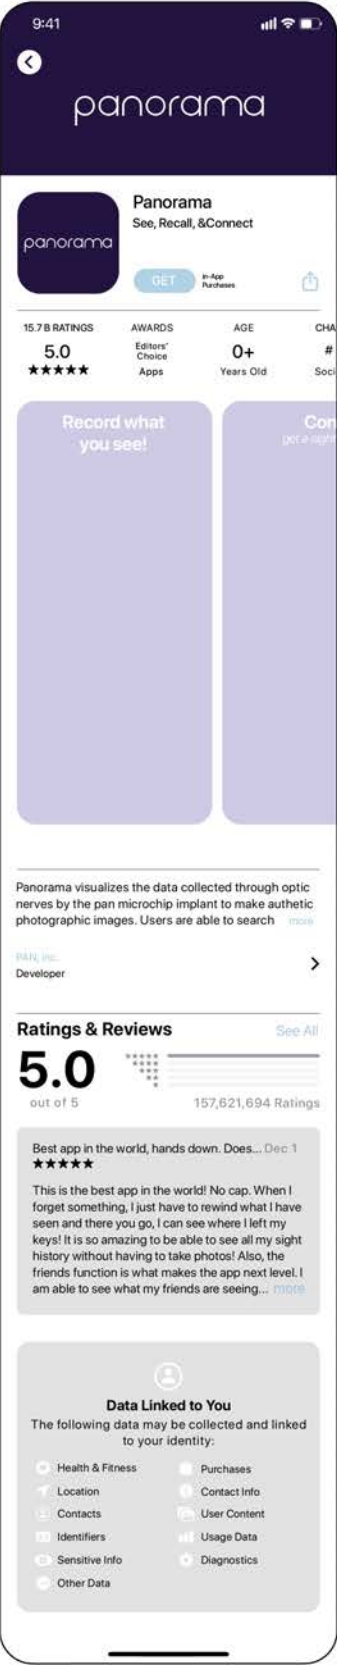 9:41
panorama
panorama
Panorama
See, Recall, &Connect
GET
In-App
Purchases
15.7 B RATINGS
5.0
★★★★★
AWARDS
Editors'
Choice
Apps
AGE
0+
Years Old
CHA
#
Soci
Record what
you see!
Con
get a sight
Panorama visualizes the data collected through optic
nerves by the pan microchip implant to make authetic
photographic images. Users are able to search more
PAN, inc.
Developer
Ratings & Reviews
See All
5.0
out of 5
157,621,694 Ratings
Best app in the world, hands down. Does... Dec 1
★★★★★
This is the best app in the world! No cap. When I
forget something, I just have to rewind what I have
seen and there you go, I can see where I left my
keys! It is so amazing to be able to see all my sight
history without having to take photos! Also, the
friends function is what makes the app next level. I
am able to see what my friends are seeing... more
Data Linked to You
The following data may be collected and linked
to your identity:
Health & Fitness
Purchases
Location
Contact Info
Contacts
User Content
Identifiers
Usage Data
Sensitive Info
Diagnostics
Other Data